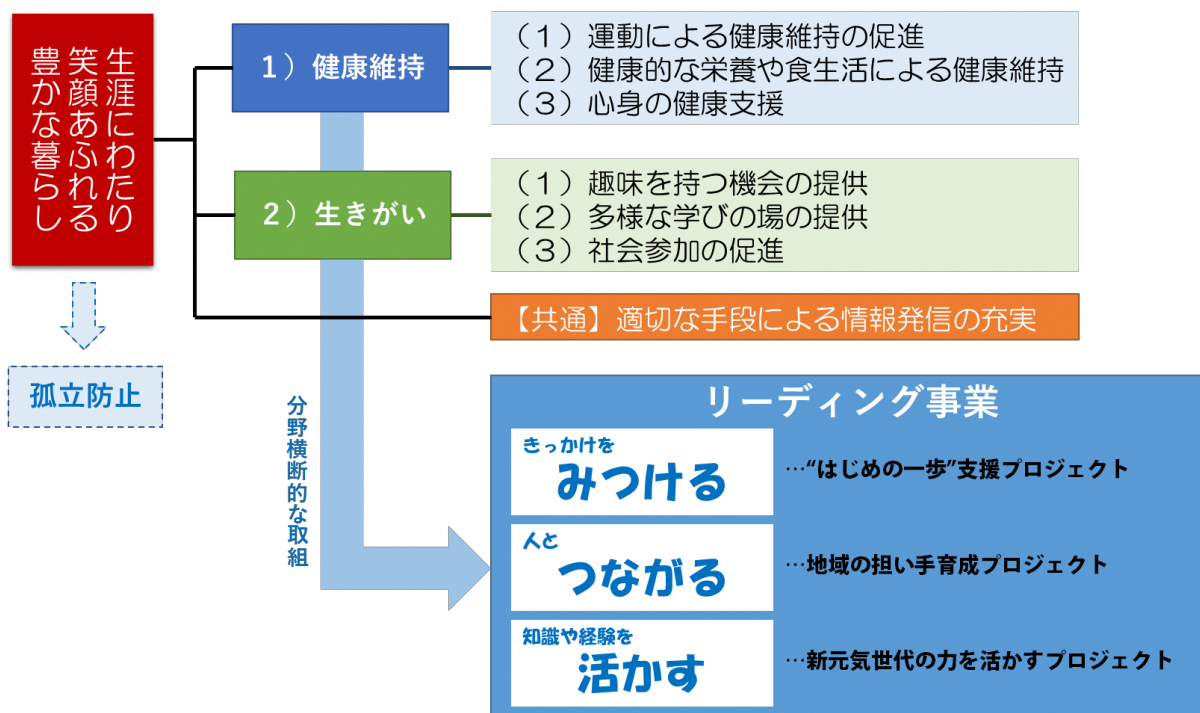 生涯にわたり
笑顔あふれる
豊かな暮らし
孤立防止
１）健康維持
（１）運動による健康維持の促進
（２）健康的な栄養や食生活による健康維持
（３）心身の健康支援
２）生きがい
（１）趣味を持つ機会の提供
（２）多様な学びの場の提供
（３）社会参加の促進
【共通】適切な手段による情報発信の充実
分野横断的な取組
リーディング事業
きっかけを
みつける
…“はじめの一歩”支援プロジェクト
人と
つながる
…地域の担い手育成プロジェクト
知識や経験を
活かす
…新元気世代の力を活かすプロジェクト